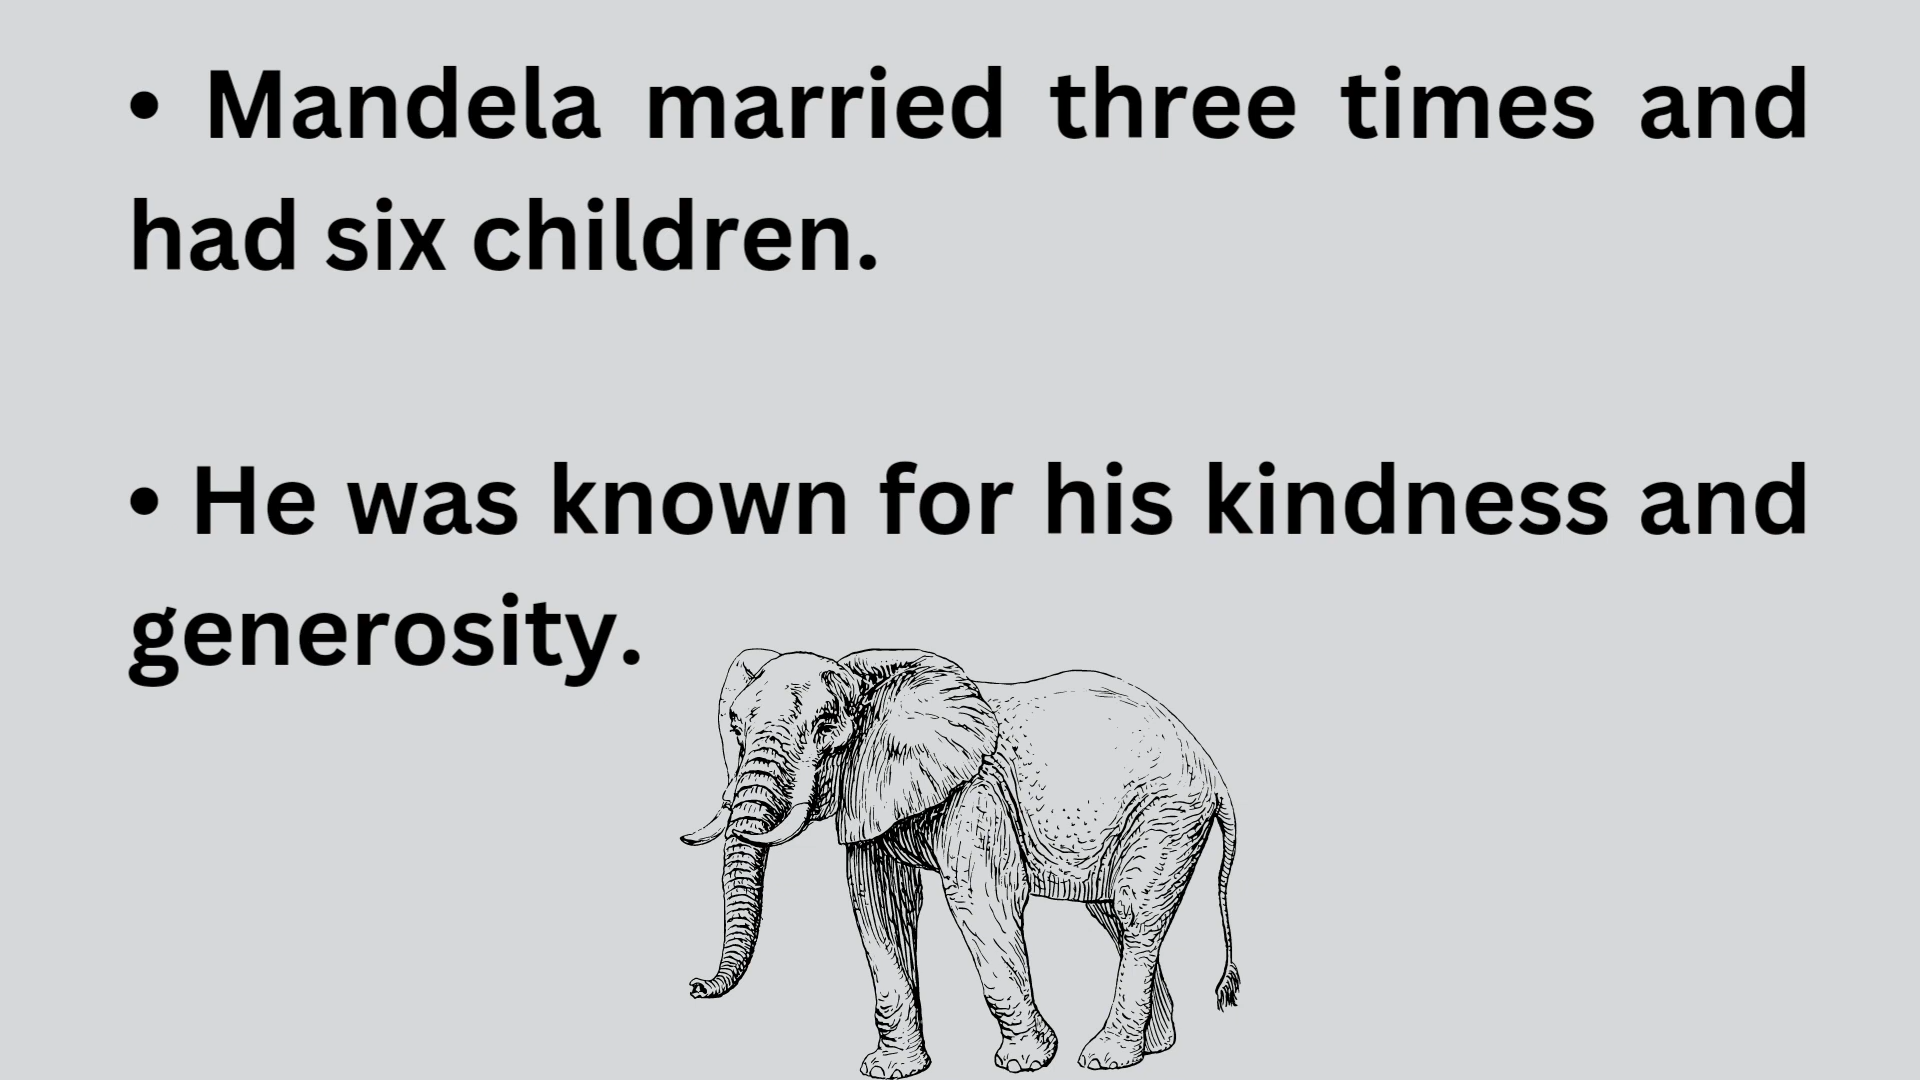 • Mandela married three times and
had six children.
• He was known for his kindness and
generosity.